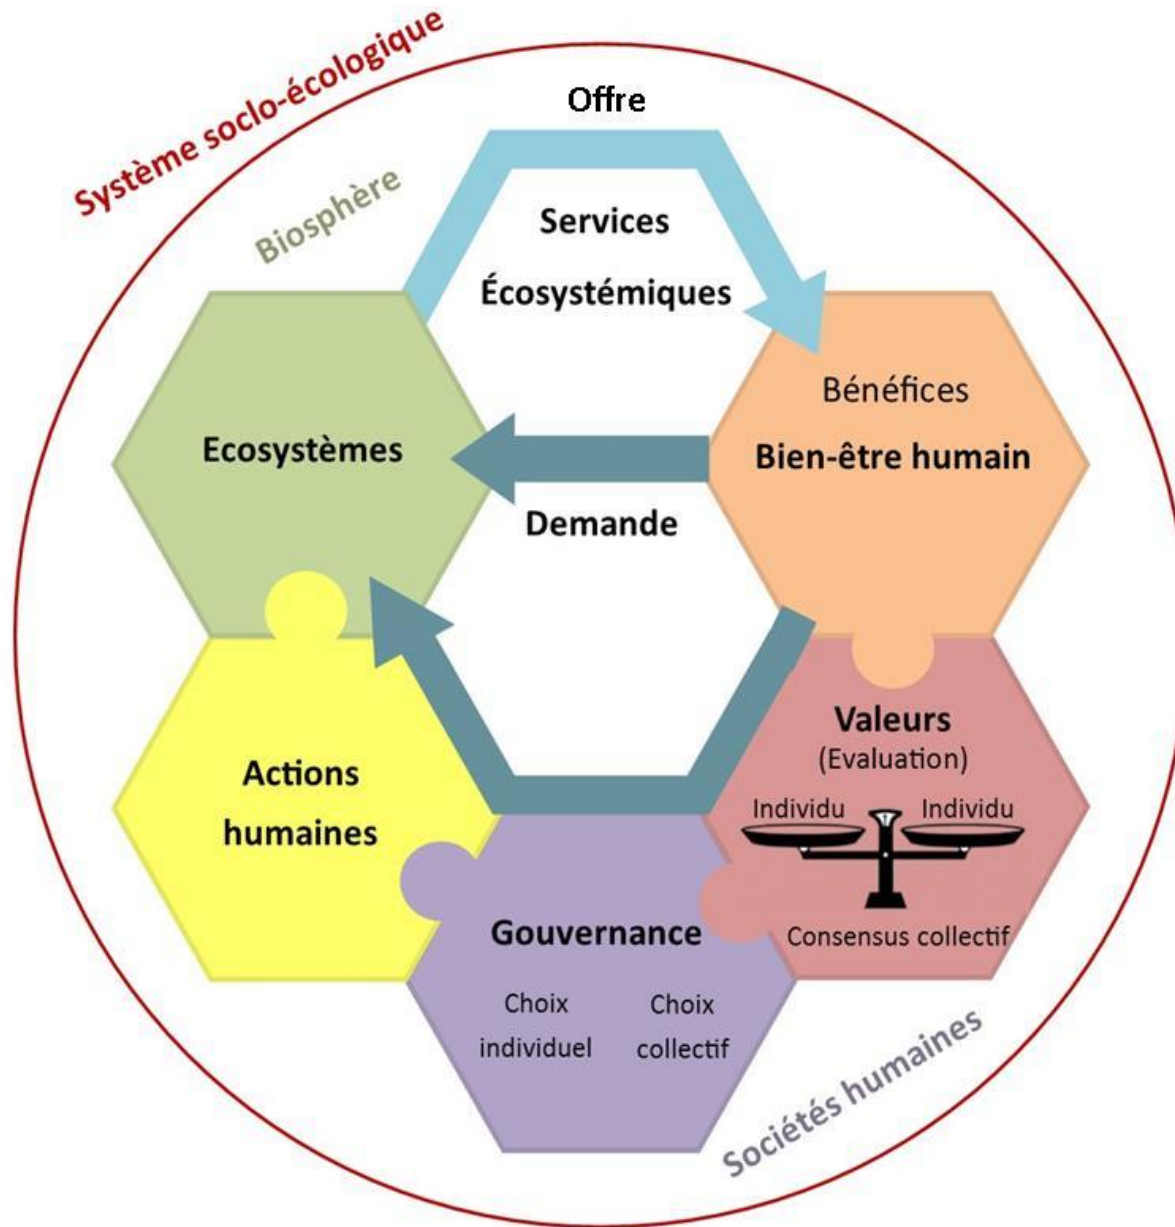 Système soclo-écologique
Biosphère
Offre
Services
Écosystémiques
Ecosystèmes
Bénéfices
Bien-être humain
Demande
Valeurs
(Evaluation)
Individu
Individu
Consensus collectif
Actions
humaines
Gouvernance
Choix
individuel
Choix
collectif
Sociétés humaines